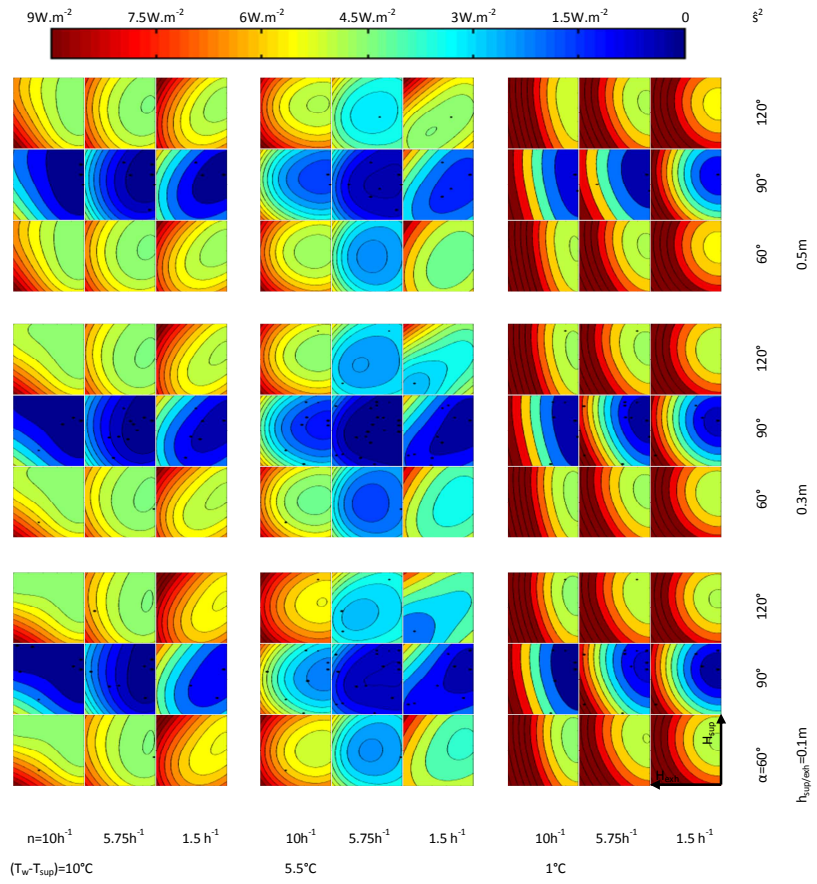 9W.m⁻² 7.5W.m⁻² 6W.m⁻² 4.5W.m⁻² 3W.m⁻² 1.5W.m⁻² 0 ŝ²
120°
90°
60°
0.5m
120°
90°
60°
0.3m
120°
90°
α=60°
h_sup/exh=0.1m
H_sup
H_exh
n=10h⁻¹ 5.75h⁻¹ 1.5 h⁻¹ 10h⁻¹ 5.75h⁻¹ 1.5 h⁻¹ 10h⁻¹ 5.75h⁻¹ 1.5 h⁻¹
(T_w-T_sup)=10°C 5.5°C 1°C